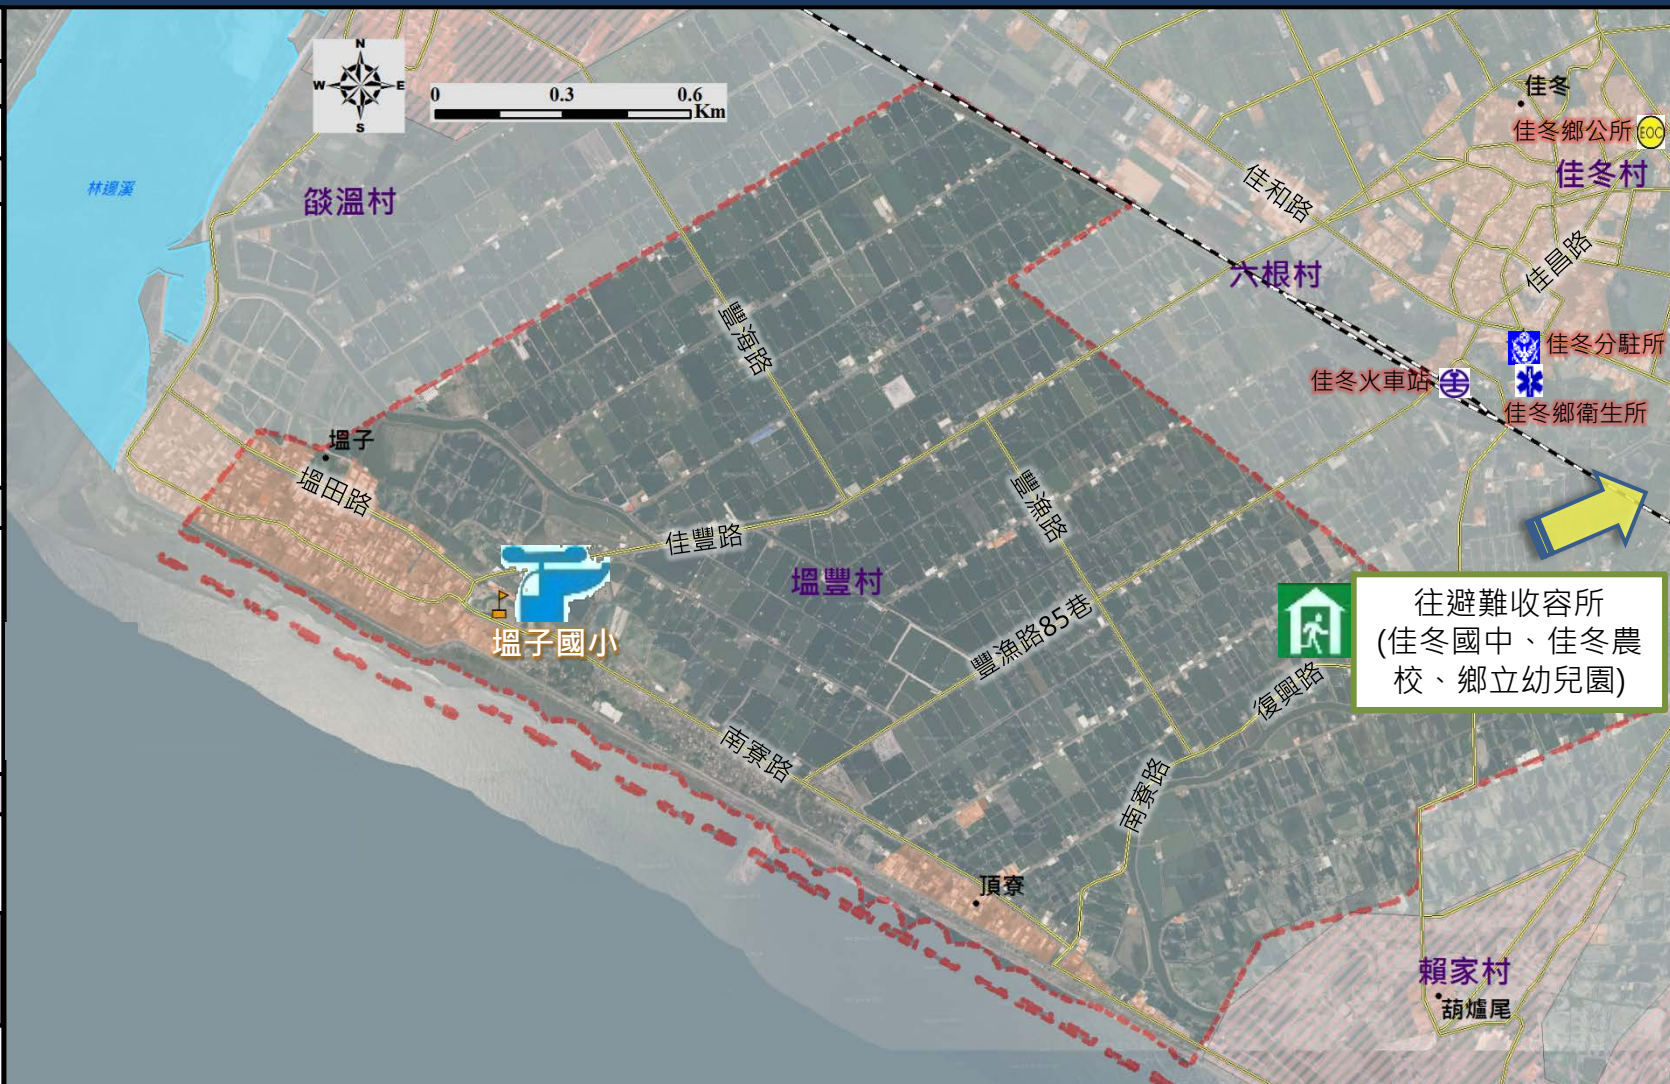 N
W
E
S
0
0.3
0.6
Km
林邊溪
燄溫村
佳冬
佳冬鄉公所
EOC
佳冬村
佳和路
六根村
佳昌路
佳冬分駐所
佳冬火車站
佳冬鄉衛生所
豐海路
塭子
塭田路
豐漁路
佳豐路
塭豐村
塭子國小
豐漁路85巷
往避難收容所
(佳冬國中、佳冬農
校、鄉立幼兒園)
復興路
南寮路
南寮路
頂寮
賴家村
葫爐尾